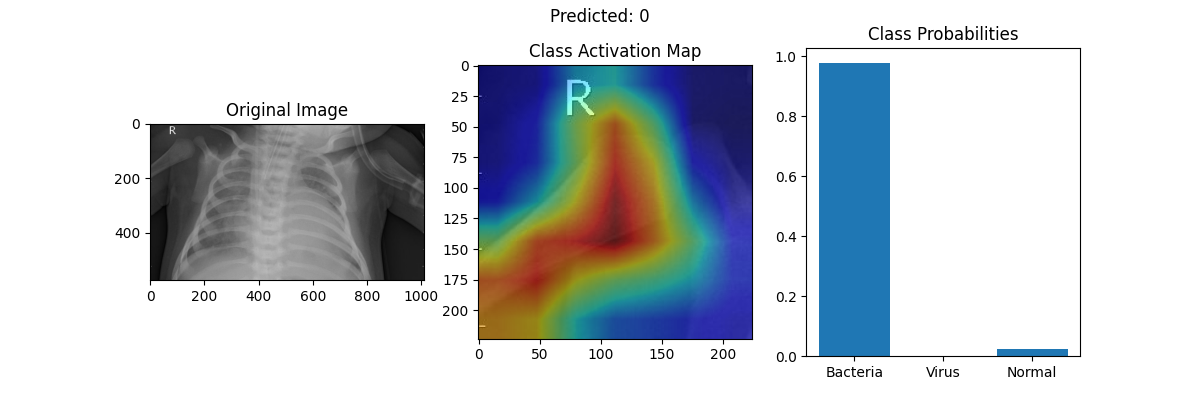 Predicted: 0
Original Image
R
0
200
400
0 200 400 600 800 1000
Class Activation Map
R
0
25
50
75
100
125
150
175
200
0 50 100 150 200
Class Probabilities
1.0
0.8
0.6
0.4
0.2
0.0
Bacteria Virus Normal